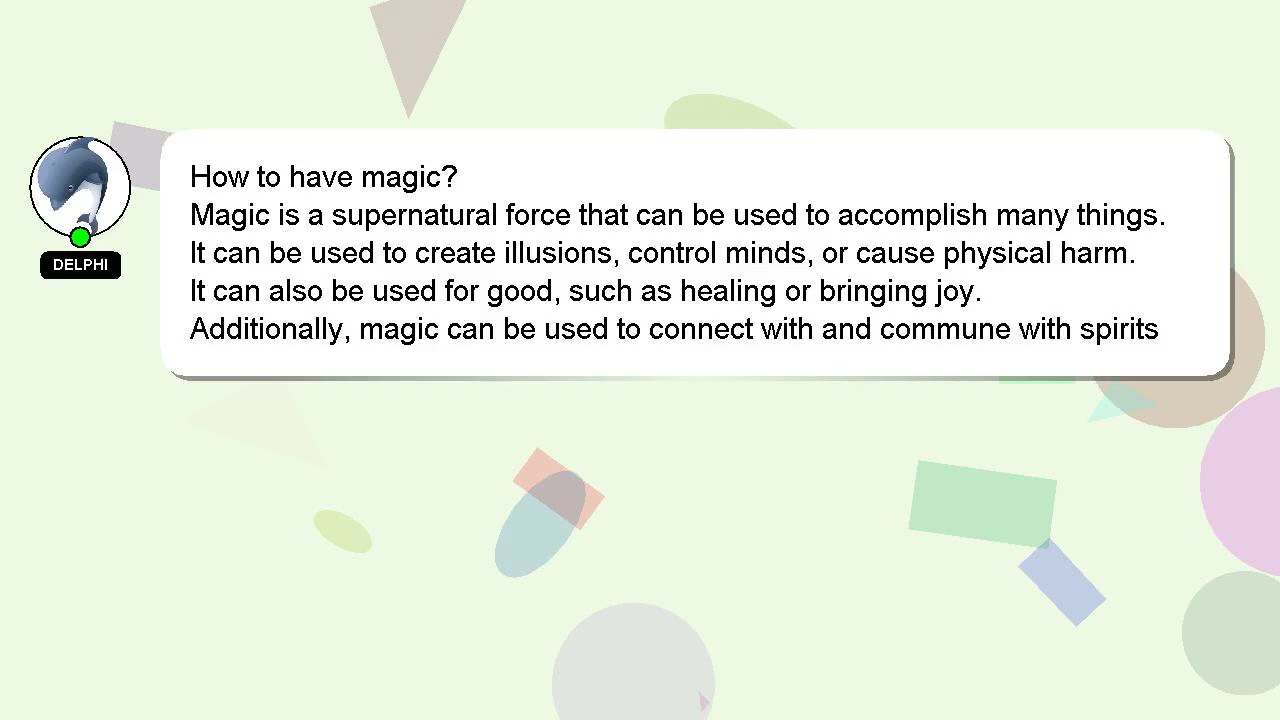 How to have magic?
Magic is a supernatural force that can be used to accomplish many things.
It can be used to create illusions, control minds, or cause physical harm.
It can also be used for good, such as healing or bringing joy.
Additionally, magic can be used to connect with and commune with spirits
DELPHI